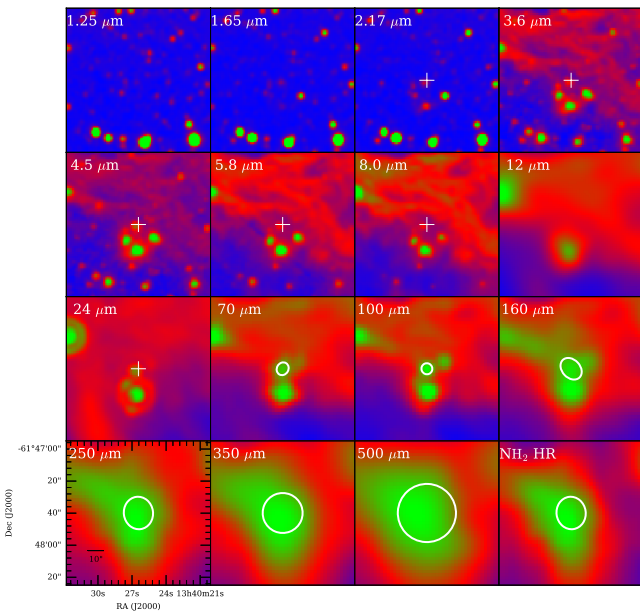 1.25 μm 1.65 μm 2.17 μm 3.6 μm
4.5 μm 5.8 μm 8.0 μm 12 μm
24 μm 70 μm 100 μm 160 μm
250 μm 350 μm 500 μm NH₂ HR
-61°47'00"
20"
40"
48'00"
20"
Dec (J2000)
10"
30s 27s 24s 13h40m21s
RA (J2000)